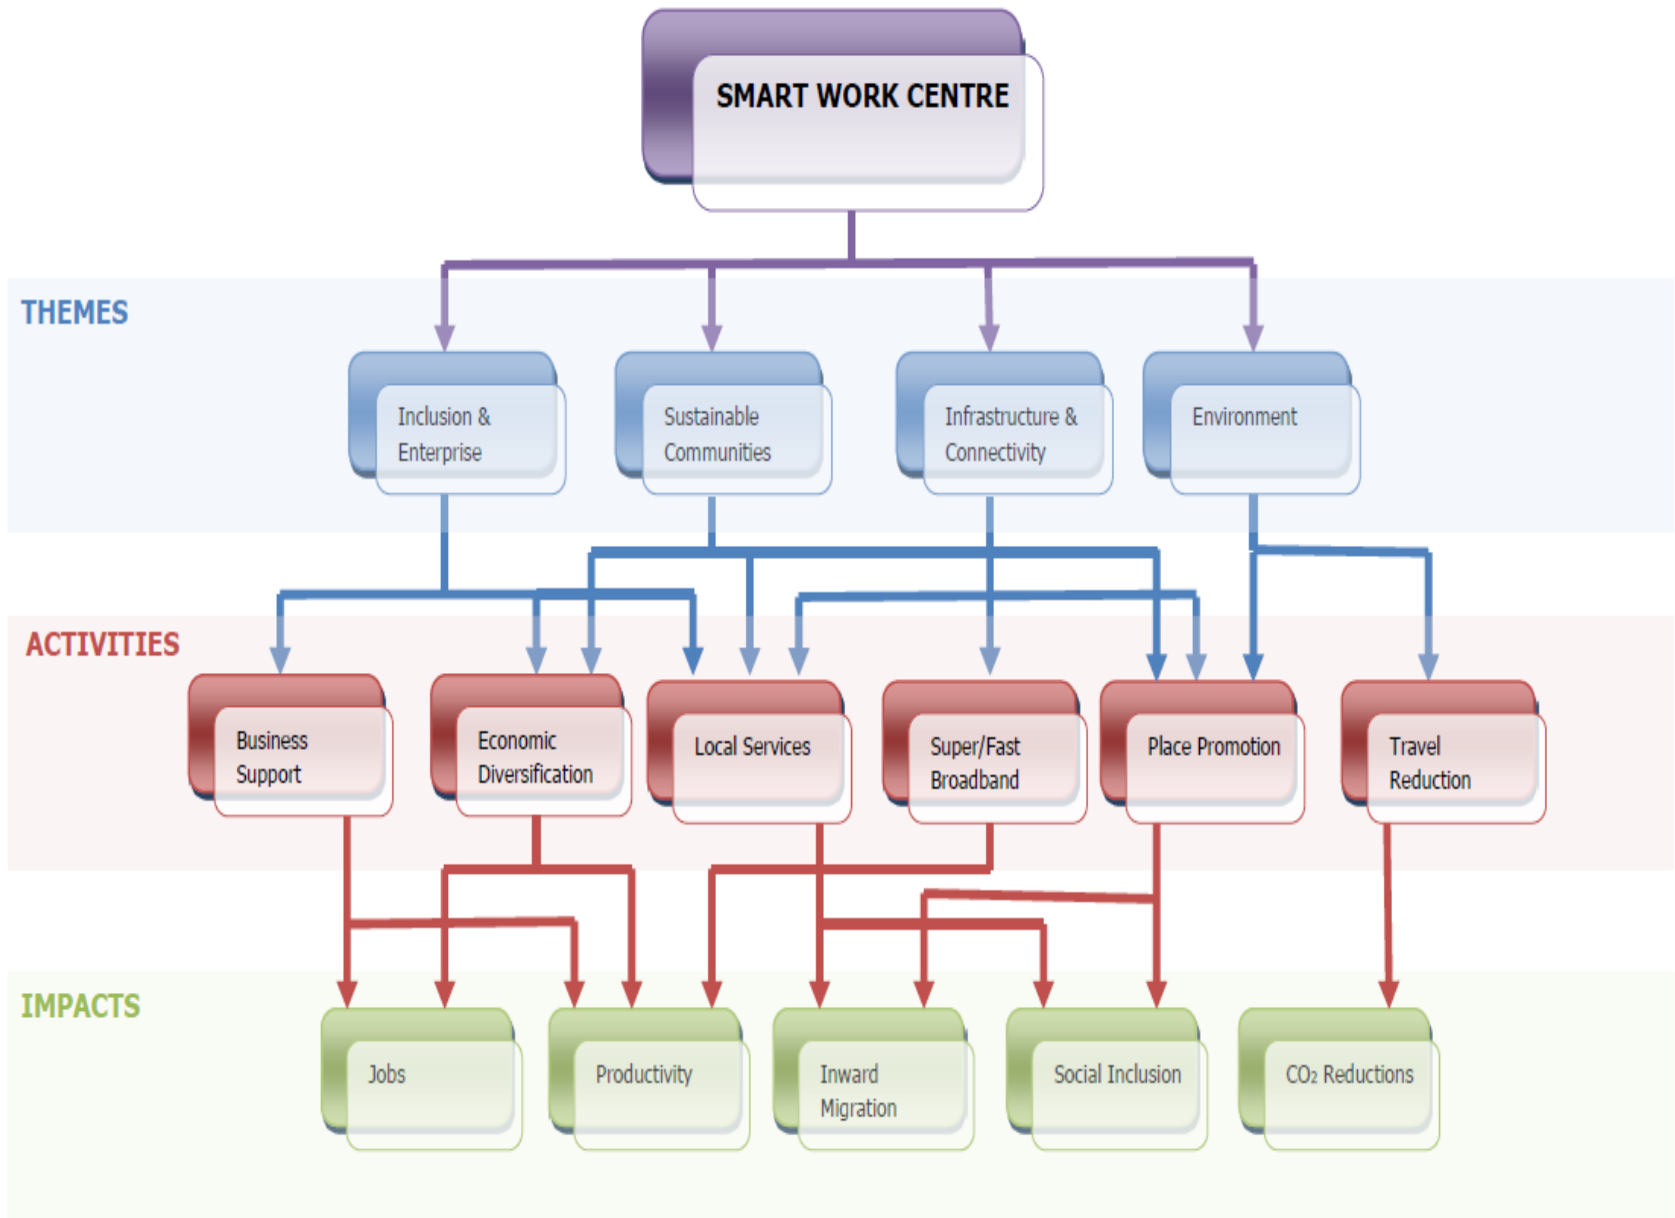 SMART WORK CENTRE
THEMES
Inclusion &
Enterprise
Sustainable
Communities
Infrastructure &
Connectivity
Environment
ACTIVITIES
Business
Support
Economic
Diversification
Local Services
Super/Fast
Broadband
Place Promotion
Travel
Reduction
IMPACTS
Jobs
Productivity
Inward
Migration
Social Inclusion
CO₂ Reductions